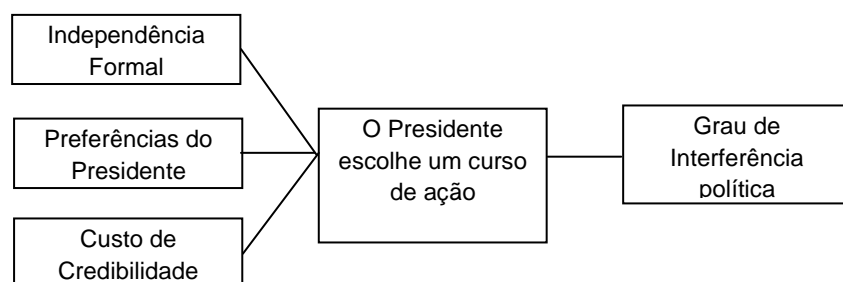 Independência
Formal
Preferências do
Presidente
Custo de
Credibilidade
O Presidente
escolhe um curso
de ação
Grau de
Interferência
política